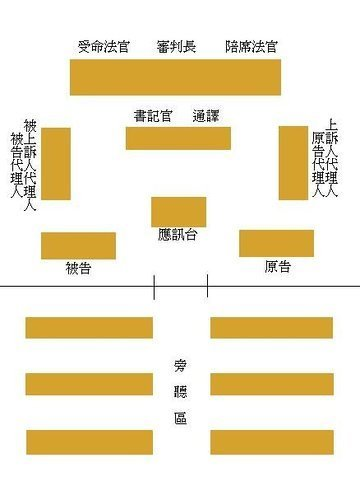 受命法官 審判長 陪席法官
書記官 通譯
被上訴人代理人
被告代理人
上訴人代理人
原告代理人
應訊台
被告
原告
旁聽區